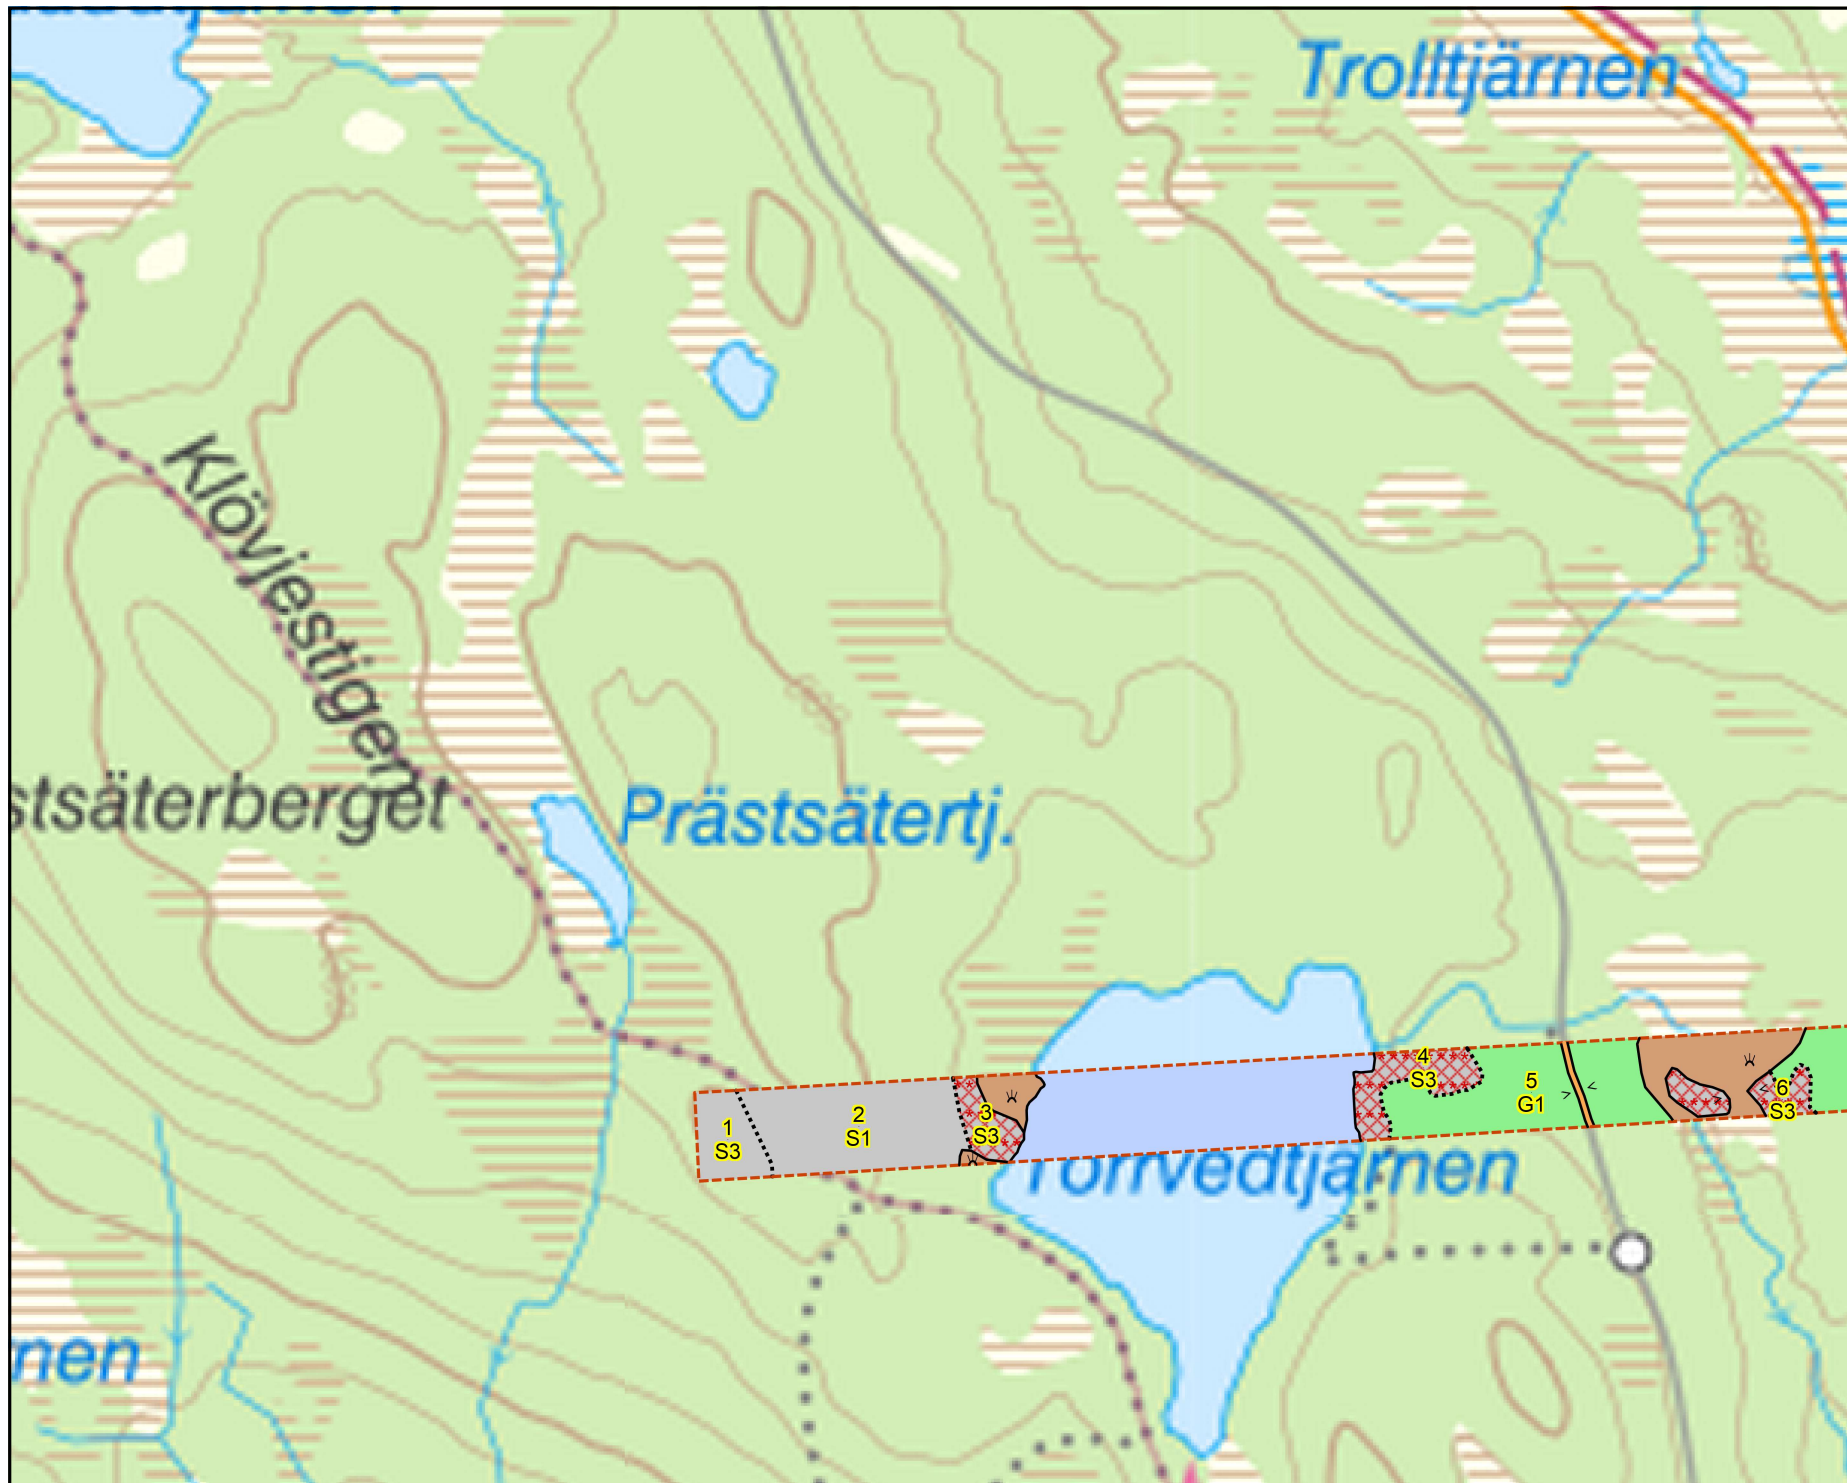 Trolltjärnen
Klövjestigen
stsäterberget
Prästsätertj.
1
S3
2
S1
3
S3
4
S3
5
G1
6
S3
Torrvedtjärnen
nen